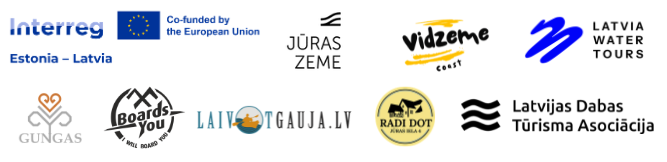 Interreg
Co-funded by
the European Union
Estonia – Latvia
JŪRAS
ZEME
Vidzeme
coast
LATVIA
WATER
TOURS
GUNGAS
Boards
You
I WILL BOARD YOU
LAIVOTGAUJA.LV
RADI DOT
JŪRAS IELA 4
Latvijas Dabas
Tūrisma Asociācija